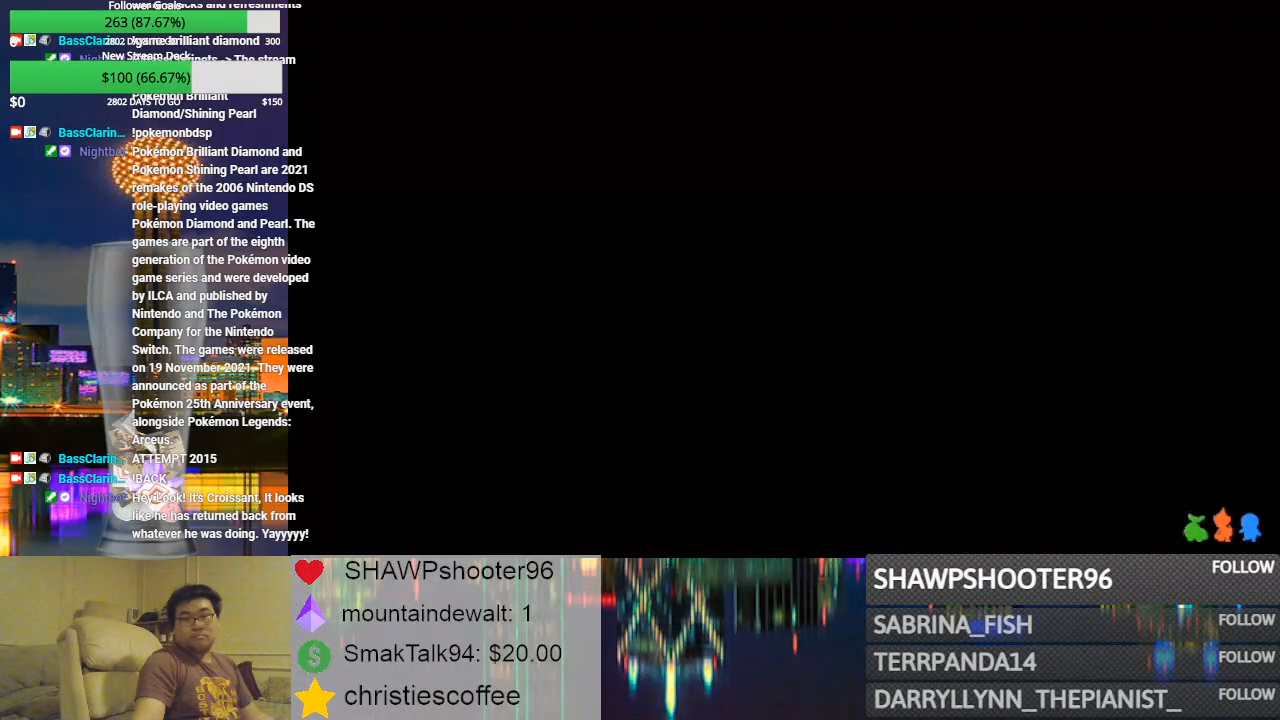 Follower Goals
263 (87.67%)
BassClarin... !game brilliant diamond 300
New Stream Deck
-> The stream
$100 (66.67%)
$0 2802 DAYS TO GO $150
Pokémon Brilliant
Diamond/Shining Pearl
BassClarin... !pokemonbdsp
Nightbot Pokémon Brilliant Diamond and
Pokémon Shining Pearl are 2021
remakes of the 2006 Nintendo DS
role-playing video games
Pokémon Diamond and Pearl. The
games are part of the eighth
generation of the Pokémon video
game series and were developed
by ILCA and published by
Nintendo and The Pokémon
Company for the Nintendo
Switch. The games were released
on 19 November 2021. They were
announced as part of the
Pokémon 25th Anniversary event,
alongside Pokémon Legends:
Arceus.
BassClarin... ATTEMPT 2015
BassClarin... !BACK
Nightbot Hey Look! It's Croissant, It looks
like he has returned back from
whatever he was doing. Yayyyyy!
SHAWPshooter96
mountaindewalt: 1
SmakTalk94: $20.00
christiescoffee
SHAWPSHOOTER96 FOLLOW
SABRINA_FISH FOLLOW
TERRPANDA14 FOLLOW
DARRYLLYNN_THEPIANIST_ FOLLOW